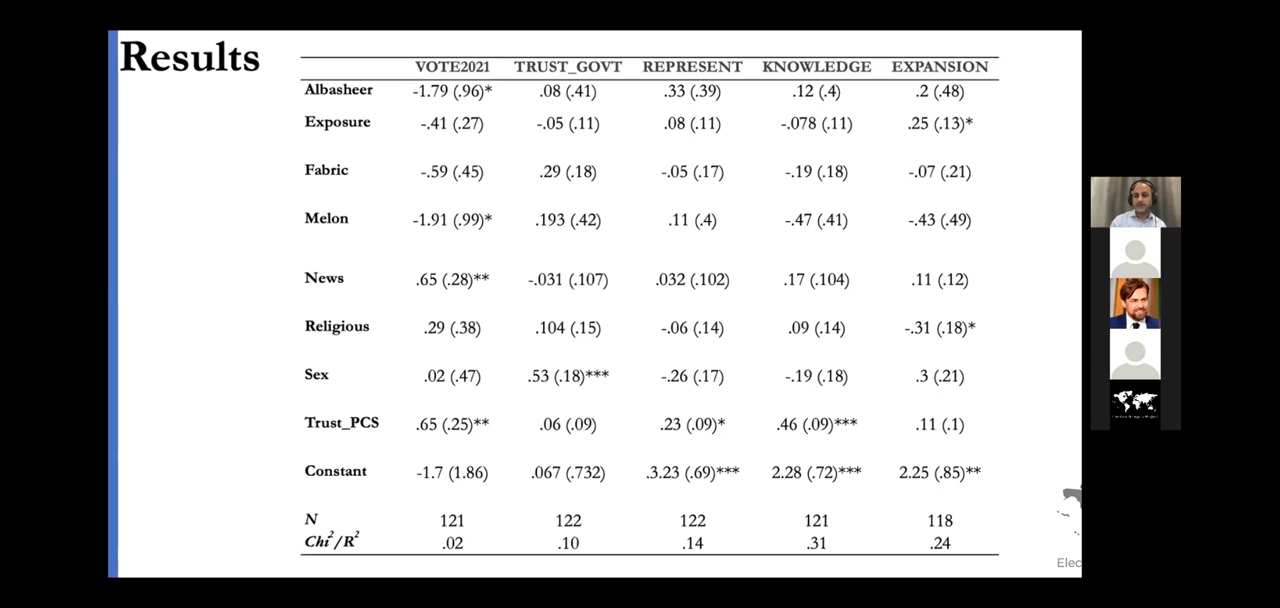 Results
VOTE2021 TRUST_GOVT REPRESENT KNOWLEDGE EXPANSION
Albasheer -1.79 (.96)* .08 (.41) .33 (.39) .12 (.4) .2 (.48)
Exposure -.41 (.27) -.05 (.11) .08 (.11) -.078 (.11) .25 (.13)*
Fabric -.59 (.45) .29 (.18) -.05 (.17) -.19 (.18) -.07 (.21)
Melon -1.91 (.99)* .193 (.42) .11 (.4) -.47 (.41) -.43 (.49)
News .65 (.28)** -.031 (.107) .032 (.102) .17 (.104) .11 (.12)
Religious .29 (.38) .104 (.15) -.06 (.14) .09 (.14) -.31 (.18)*
Sex .02 (.47) .53 (.18)*** -.26 (.17) -.19 (.18) .3 (.21)
Trust_PCS .65 (.25)** .06 (.09) .23 (.09)* .46 (.09)*** .11 (.1)
Constant -1.7 (1.86) .067 (.732) .3.23 (.69)*** 2.28 (.72)*** 2.25 (.85)**
N 121 122 122 121 118
Chi²/R² .02 .10 .14 .31 .24
Elec